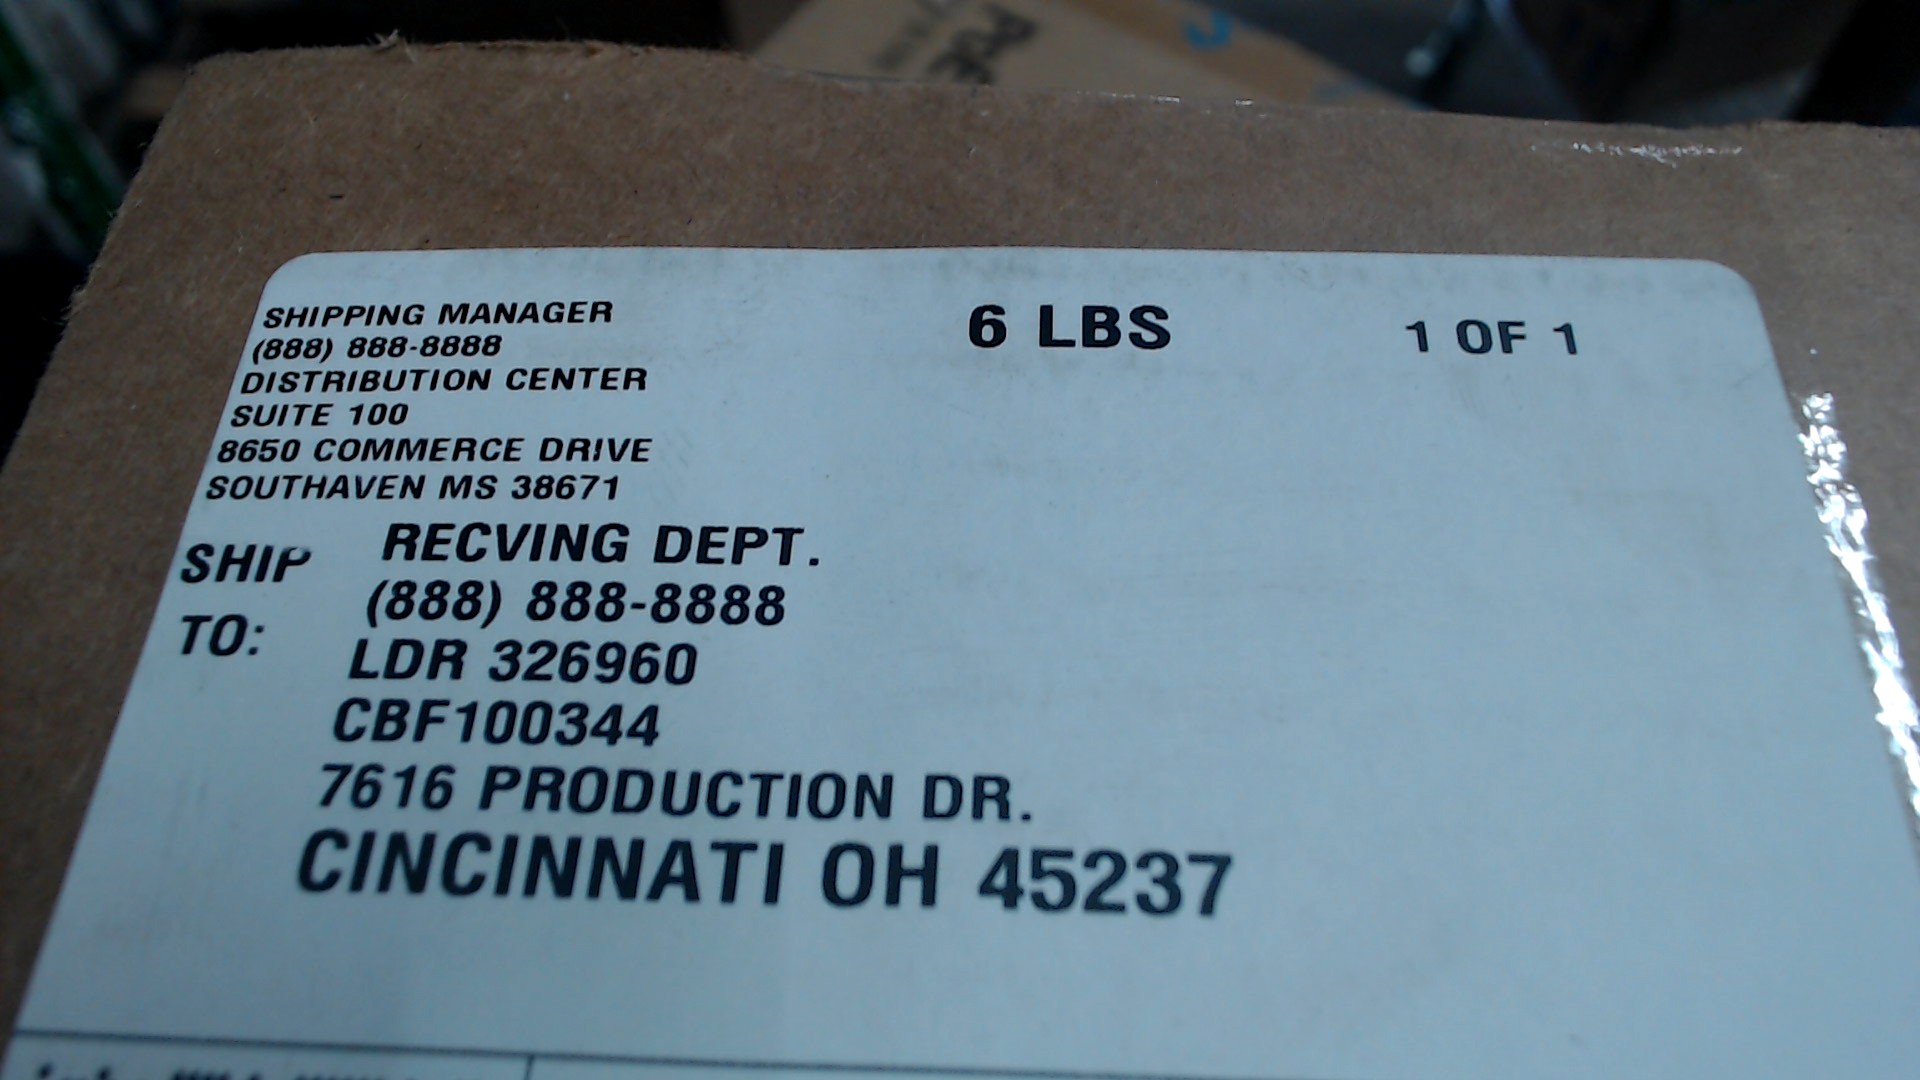 SHIPPING MANAGER
(888) 888-8888
DISTRIBUTION CENTER
SUITE 100
8650 COMMERCE DRIVE
SOUTHAVEN MS 38671
6 LBS
1 OF 1
SHIP TO:
RECVING DEPT.
(888) 888-8888
LDR 326960
CBF100344
7616 PRODUCTION DR.
CINCINNATI OH 45237